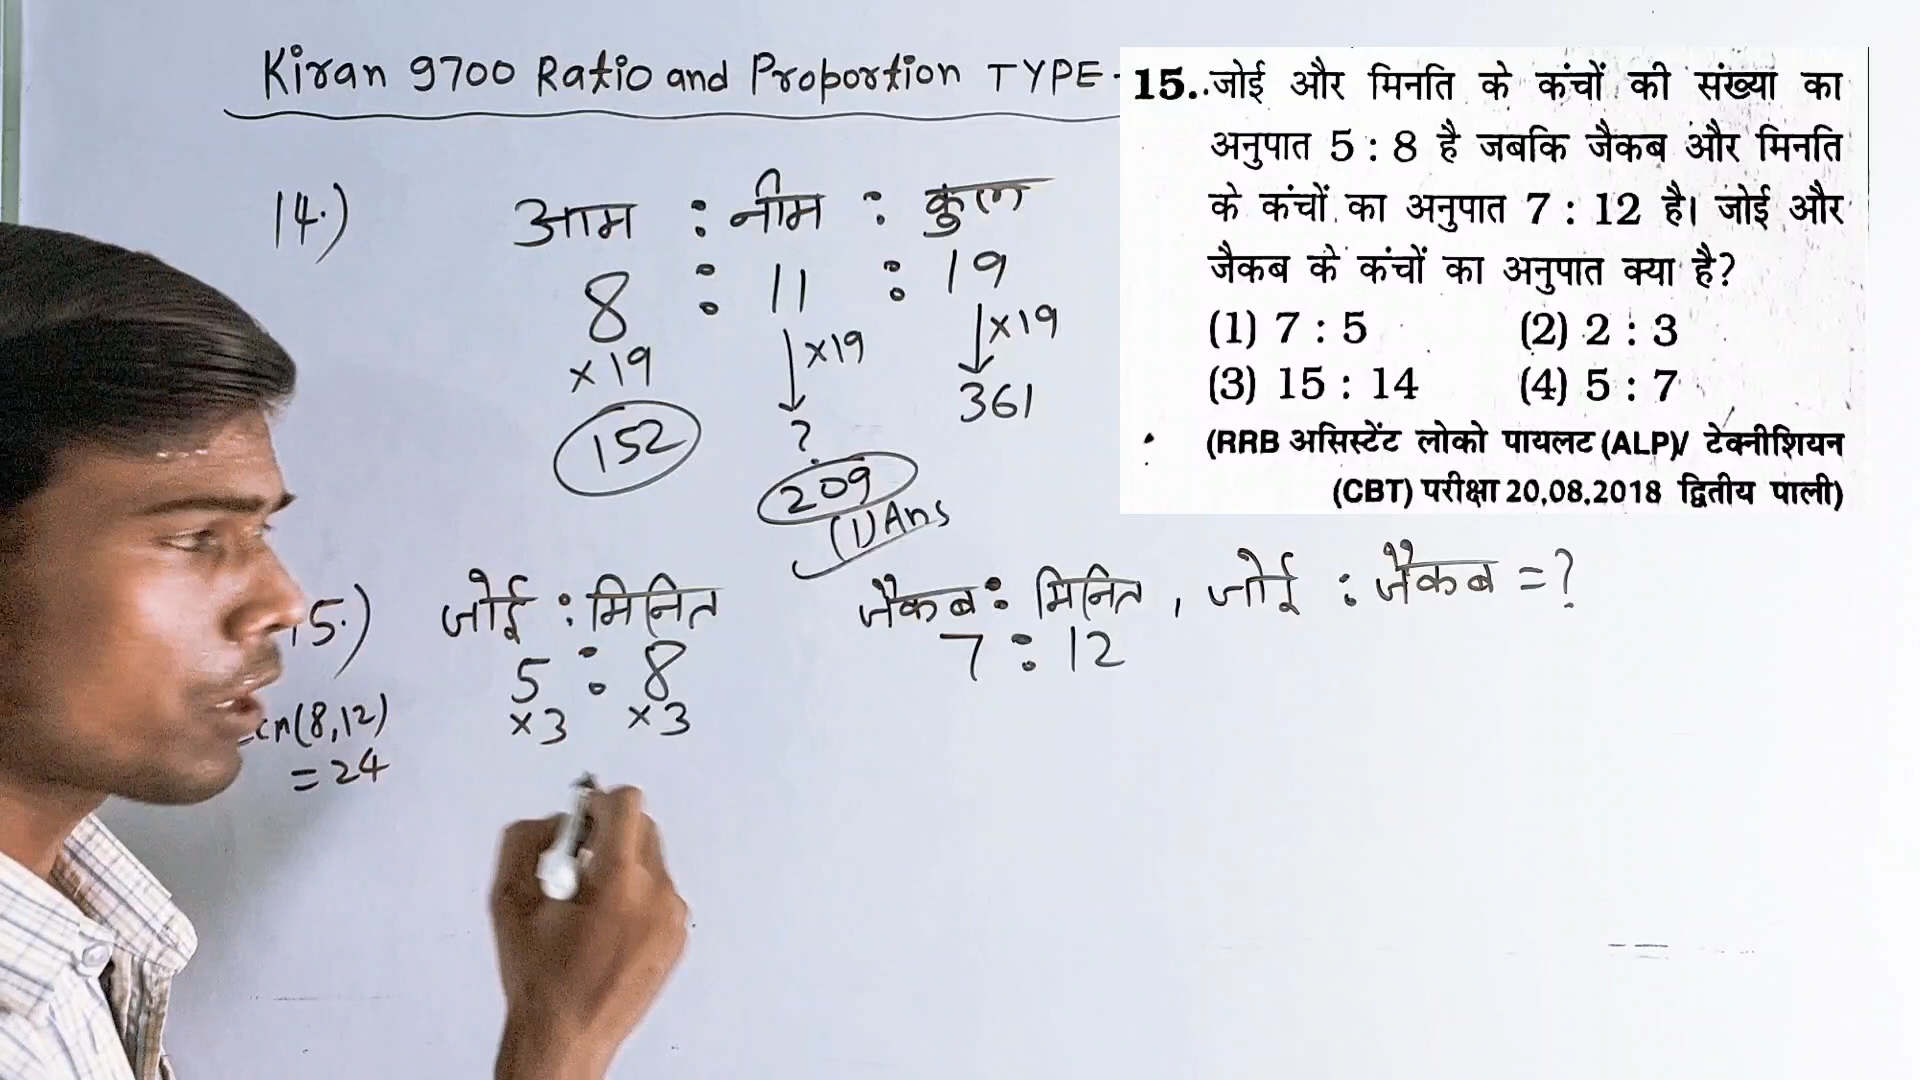 Kiran 9700 Ratio and Proportion TYPE-
14.) आम : नीम : कुल
8 : 11 : 19
×19 ×19 ×19
152 ? 361
209
(1) Ans
15.) जोई : मिनित जैकब : मिनित , जोई : जैकब = ?
5 : 8 7 : 12
×3 ×3
(8,12)
= 24
15. जोई और मिनति के कंचों की संख्या का
अनुपात 5 : 8 है जबकि जैकब और मिनति
के कंचों का अनुपात 7 : 12 है। जोई और
जैकब के कंचों का अनुपात क्या है?
(1) 7 : 5 (2) 2 : 3
(3) 15 : 14 (4) 5 : 7
(RRB असिस्टेंट लोको पायलट (ALP)/ टेक्नीशियन
(CBT) परीक्षा 20.08.2018 द्वितीय पाली)